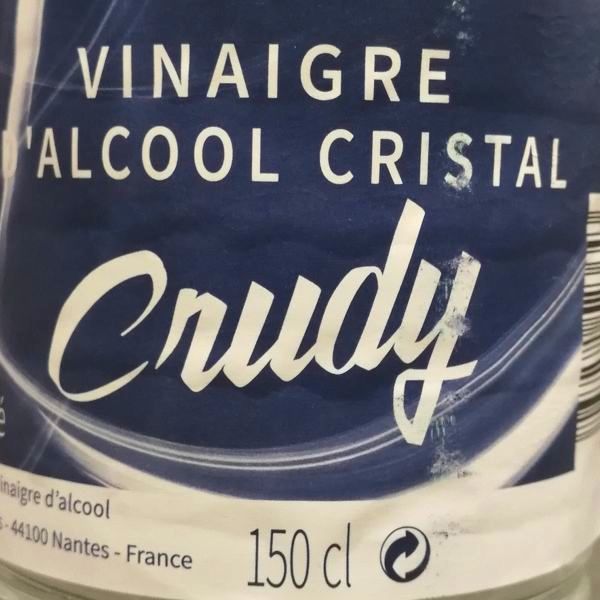 VINAIGRE
D'ALCOOL CRISTAL
Crudy
vinaigre d'alcool
44100 Nantes - France
150 cl